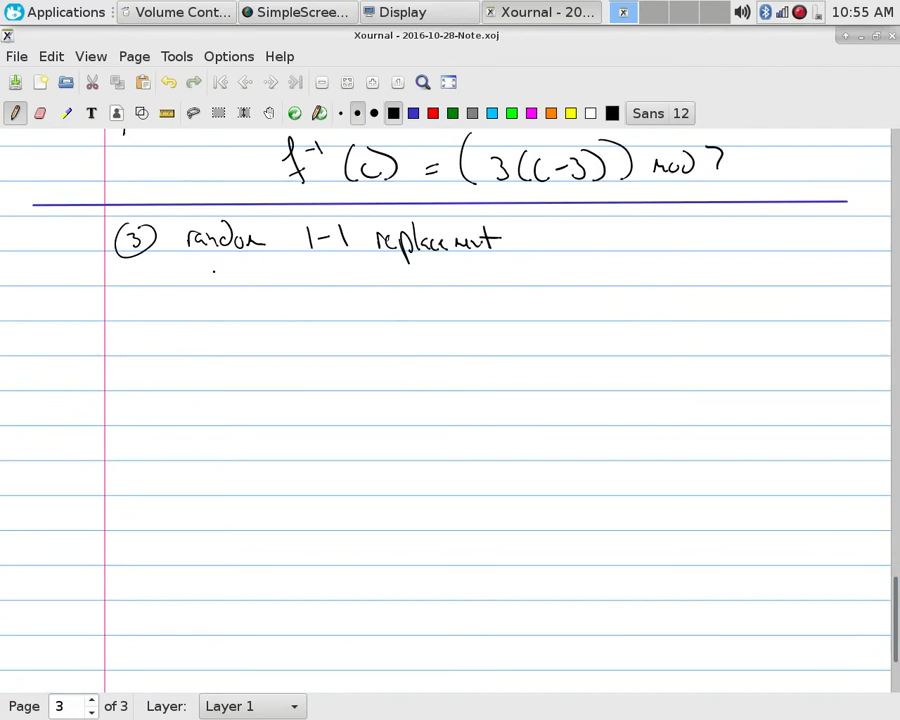 Applications
Volume Cont...
SimpleScree...
Display
Xournal - 20...
10:55 AM
Xournal - 2016-10-28-Note.xoj
File Edit View Page Tools Options Help
Sans 12
f⁻¹(c) = (3(c-3)) mod 7
③ random 1-1 replacement
Page 3 of 3 Layer: Layer 1